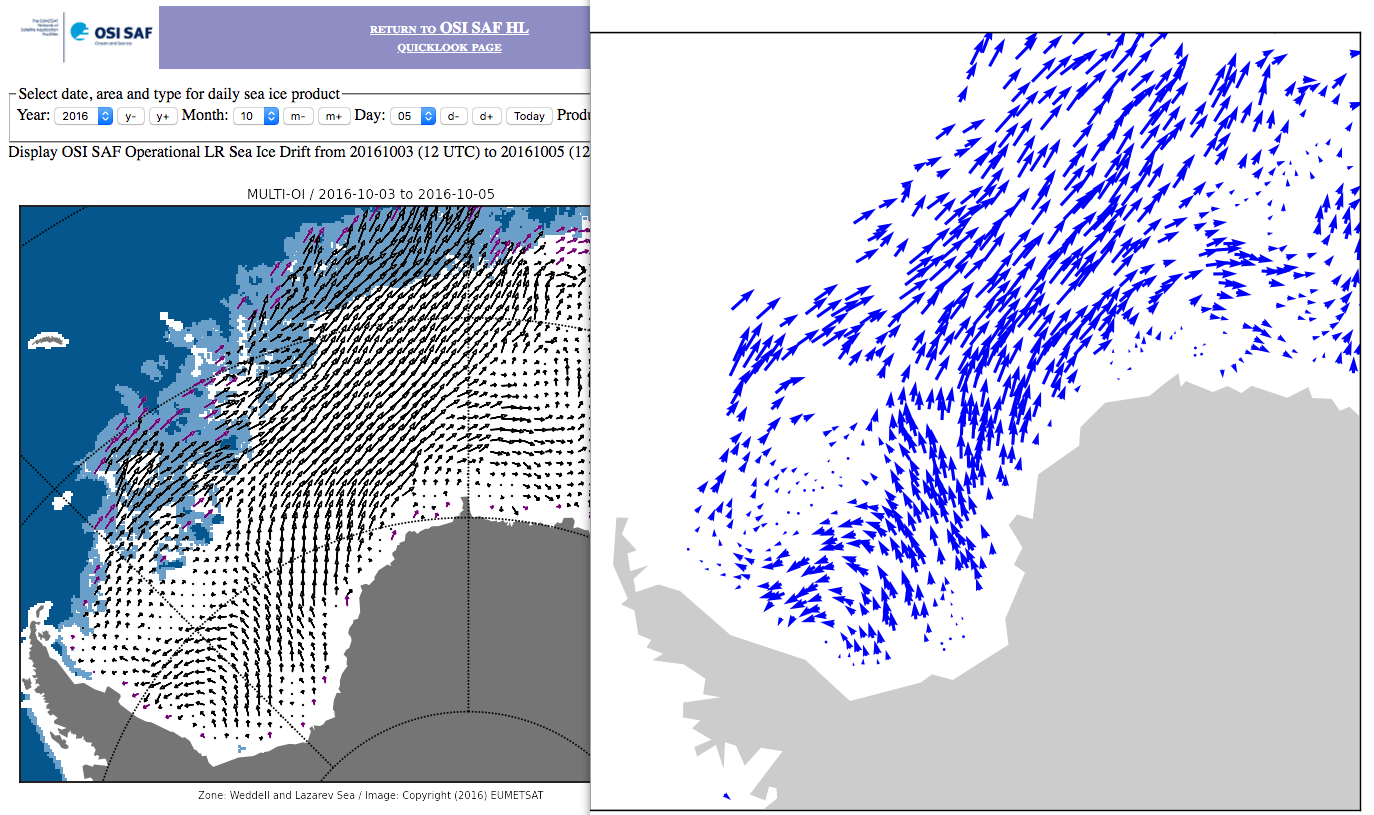 The EUMETSAT
Network of
Satellite Application
Facilities
OSI SAF
Ocean and Sea Ice
RETURN TO OSI SAF HL
QUICKLOOK PAGE
Select date, area and type for daily sea ice product
Year: 2016 y- y+ Month: 10 m- m+ Day: 05 d- d+ Today Produ
Display OSI SAF Operational LR Sea Ice Drift from 20161003 (12 UTC) to 20161005 (12
MULTI-OI / 2016-10-03 to 2016-10-05
Zone: Weddell and Lazarev Sea / Image: Copyright (2016) EUMETSAT